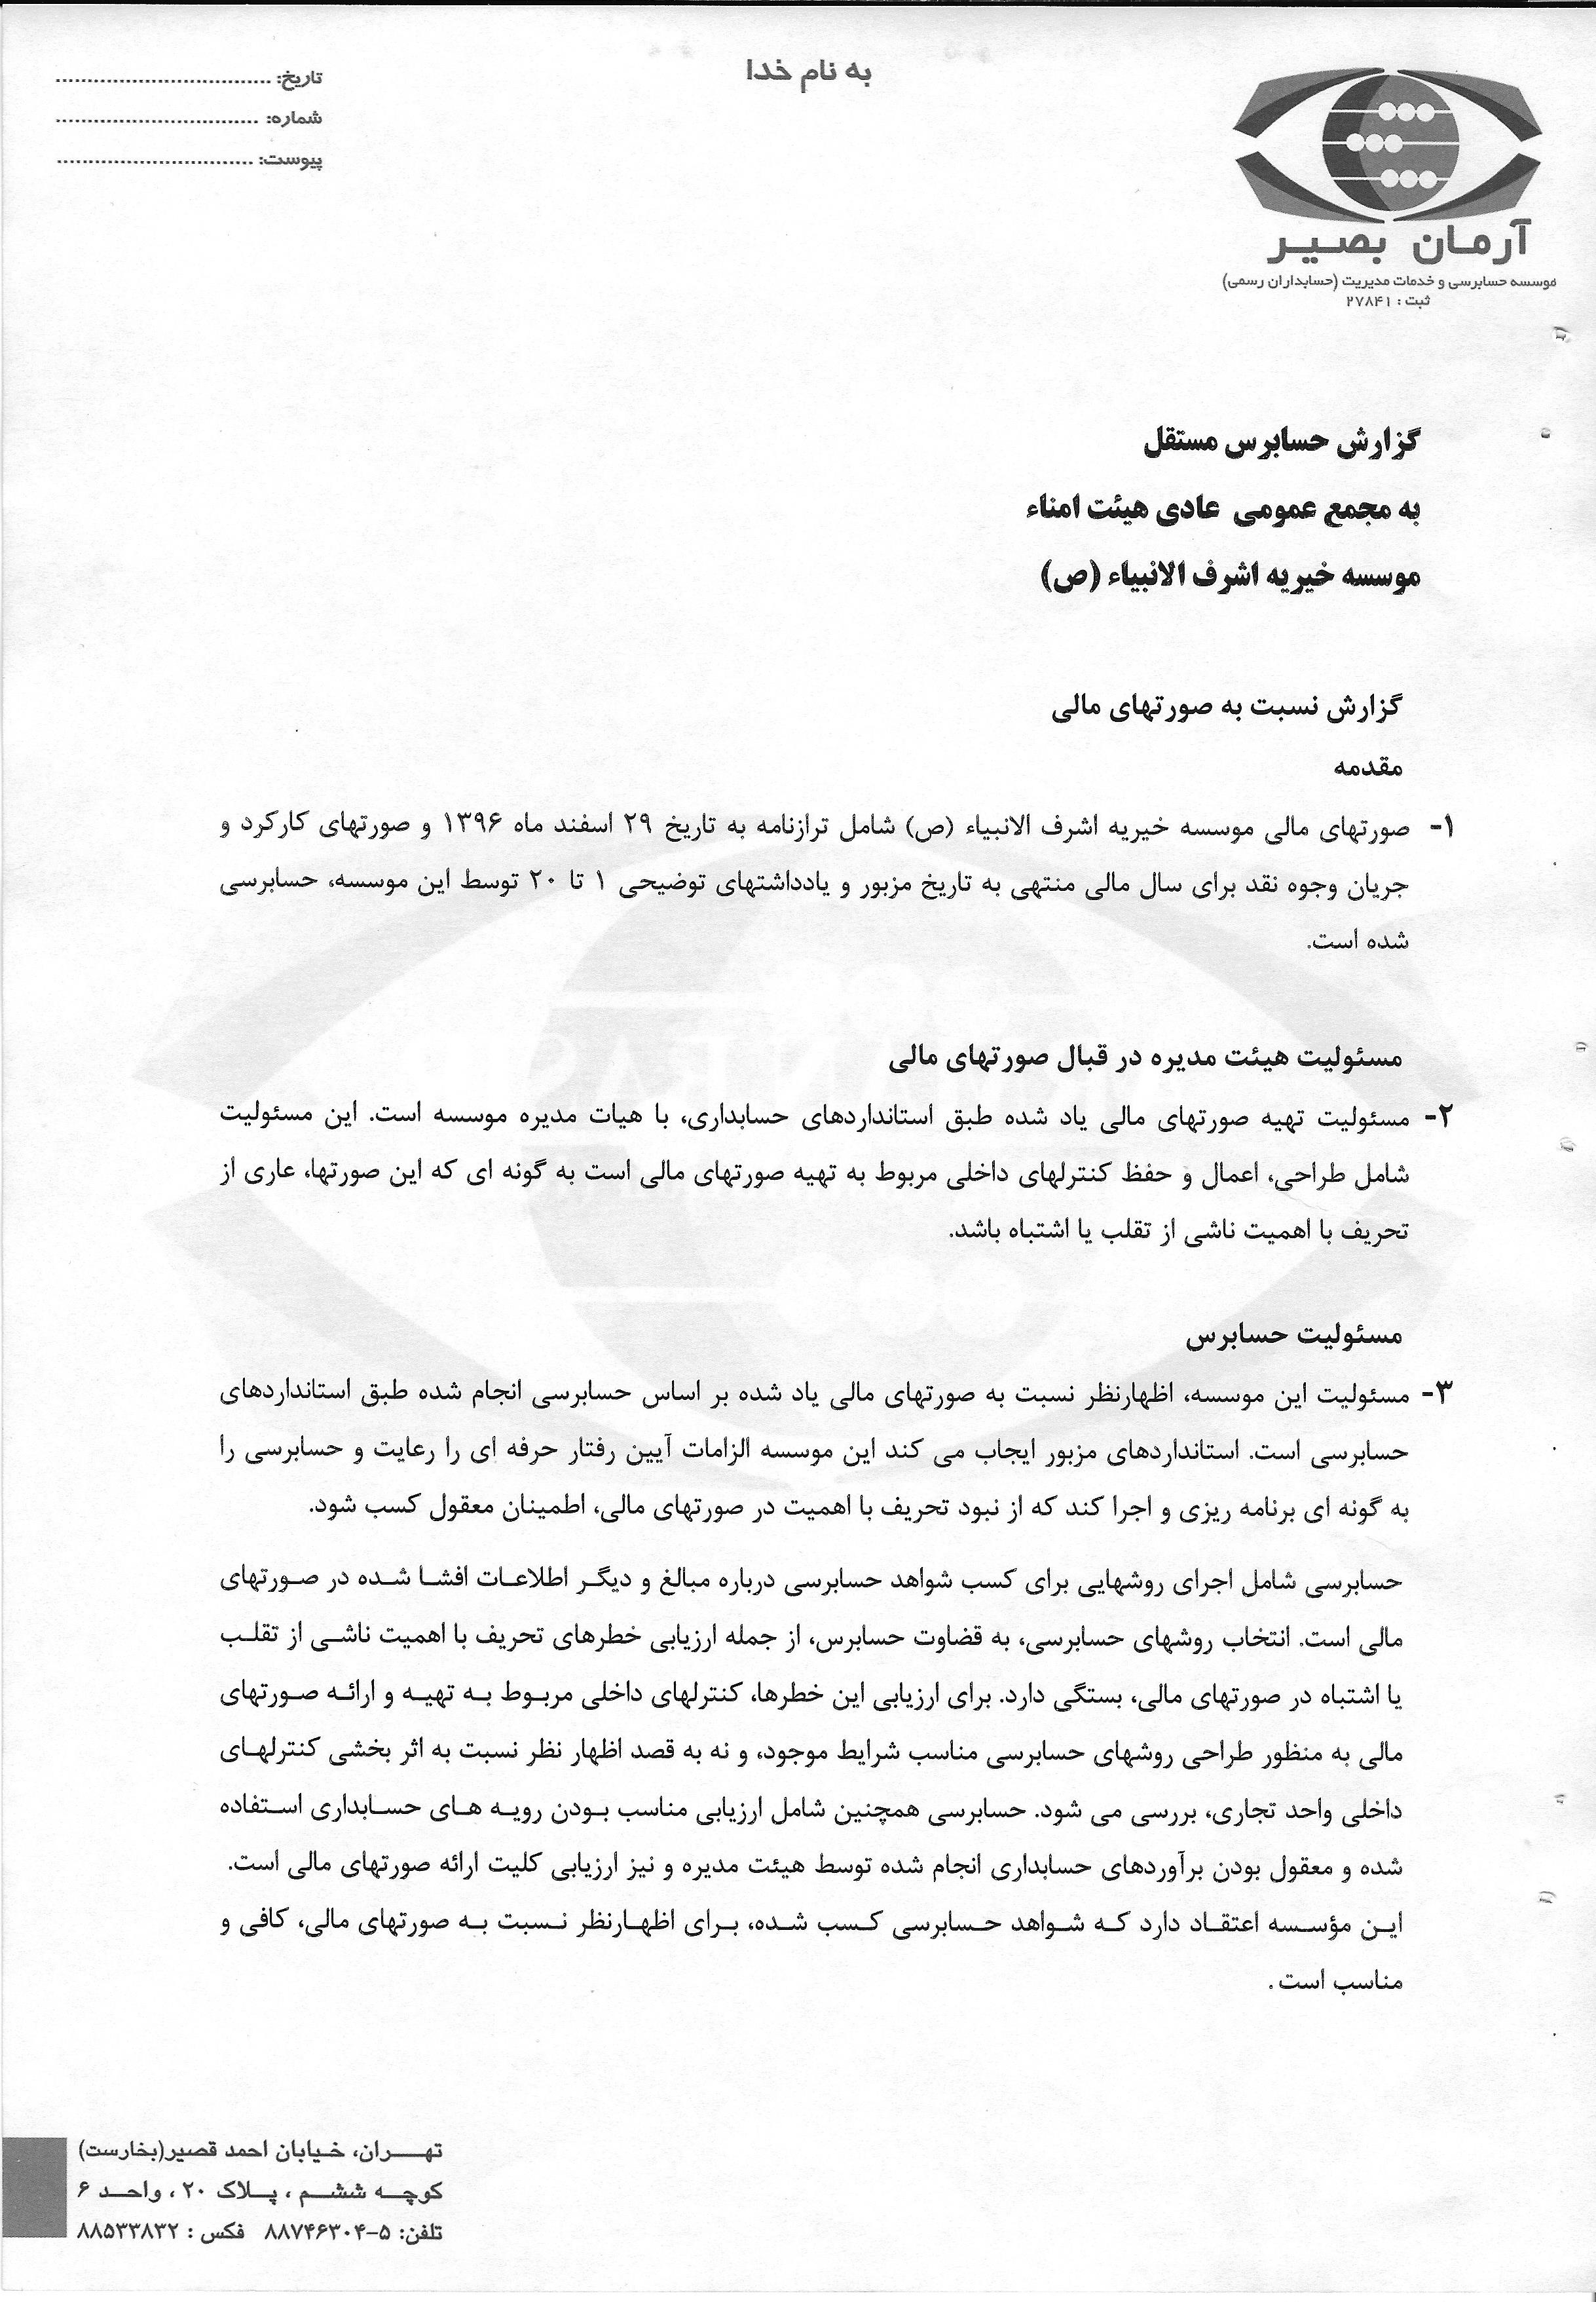 به نام خدا
تاریخ: ..................................
شماره: ................................
پیوست: ...............................
آرمان بصیر
موسسه حسابرسی و خدمات مدیریت (حسابداران رسمی)
ثبت : ۲۷۸۴۱
گزارش حسابرس مستقل
به مجمع عمومی عادی هیئت امناء
موسسه خیریه اشرف الانبیاء (ص)
گزارش نسبت به صورتهای مالی
مقدمه
۱- صورتهای مالی موسسه خیریه اشرف الانبیاء (ص) شامل ترازنامه به تاریخ ۲۹ اسفند ماه ۱۳۹۶ و صورتهای کارکرد و
جریان وجوه نقد برای سال مالی منتهی به تاریخ مزبور و یادداشتهای توضیحی ۱ تا ۲۰ توسط این موسسه، حسابرسی
شده است.
مسئولیت هیئت مدیره در قبال صورتهای مالی
۲- مسئولیت تهیه صورتهای مالی یاد شده طبق استانداردهای حسابداری، با هیات مدیره موسسه است. این مسئولیت
شامل طراحی، اعمال و حفظ کنترلهای داخلی مربوط به تهیه صورتهای مالی است به گونه ای که این صورتها، عاری از
تحریف با اهمیت ناشی از تقلب یا اشتباه باشد.
مسئولیت حسابرس
۳- مسئولیت این موسسه، اظهارنظر نسبت به صورتهای مالی یاد شده بر اساس حسابرسی انجام شده طبق استانداردهای
حسابرسی است. استانداردهای مزبور ایجاب می کند این موسسه الزامات آیین رفتار حرفه ای را رعایت و حسابرسی را
به گونه ای برنامه ریزی و اجرا کند که از نبود تحریف با اهمیت در صورتهای مالی، اطمینان معقول کسب شود.
حسابرسی شامل اجرای روشهایی برای کسب شواهد حسابرسی درباره مبالغ و دیگر اطلاعات افشا شده در صورتهای
مالی است. انتخاب روشهای حسابرسی، به قضاوت حسابرس، از جمله ارزیابی خطرهای تحریف با اهمیت ناشی از تقلب
یا اشتباه در صورتهای مالی، بستگی دارد. برای ارزیابی این خطرها، کنترلهای داخلی مربوط به تهیه و ارائه صورتهای
مالی به منظور طراحی روشهای حسابرسی مناسب شرایط موجود، و نه به قصد اظهار نظر نسبت به اثر بخشی کنترلهای
داخلی واحد تجاری، بررسی می شود. حسابرسی همچنین شامل ارزیابی مناسب بودن رویه های حسابداری استفاده
شده و معقول بودن برآوردهای حسابداری انجام شده توسط هیئت مدیره و نیز ارزیابی کلیت ارائه صورتهای مالی است.
این مؤسسه اعتقاد دارد که شواهد حسابرسی کسب شده، برای اظهارنظر نسبت به صورتهای مالی، کافی و
مناسب است .
تهران، خیابان احمد قصیر(بخارست)
کوچه ششم ، پلاک ۲۰ ، واحد ۶
تلفن: ۵-۸۸۷۴۶۳۰۴ فکس : ۸۸۵۳۳۸۳۲